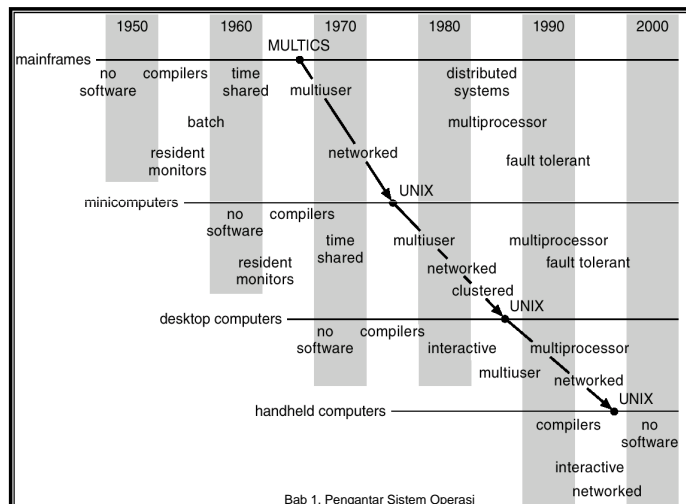 1950 1960 1970 1980 1990 2000
MULTICS
mainframes
no compilers time distributed
software shared multiuser systems
batch multiprocessor
resident networked fault tolerant
monitors
UNIX
minicomputers
no compilers
software time multiuser multiprocessor
resident shared networked fault tolerant
monitors
clustered
UNIX
desktop computers
no compilers
software interactive multiprocessor
multiuser networked
UNIX
handheld computers
compilers no
software
interactive
networked
Bab 1. Pengantar Sistem Operasi